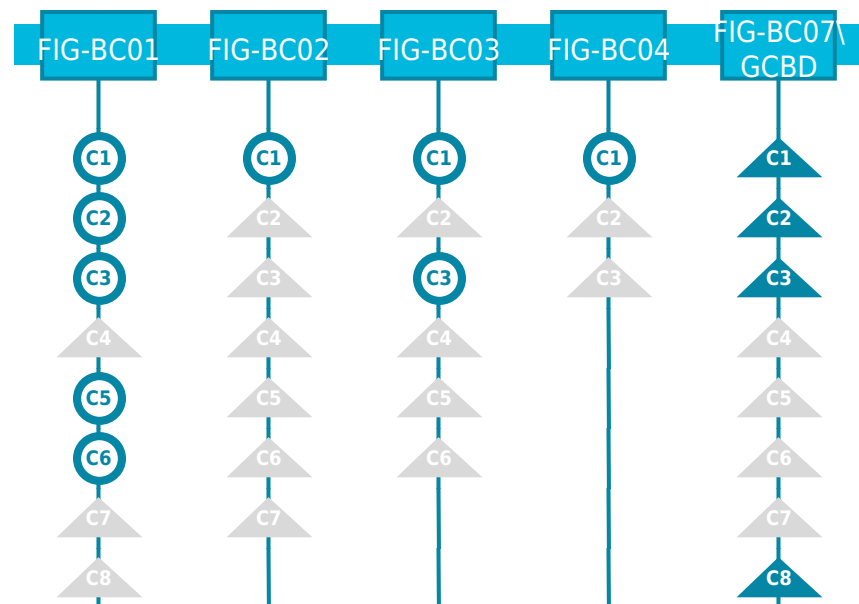 FIG-BC01 FIG-BC02 FIG-BC03 FIG-BC04 FIG-BC07\
GCBD
C1 C1 C1 C1 C1
C2 C2 C2 C2 C2
C3 C3 C3 C3 C3
C4 C4 C4 C4
C5 C5 C5 C5
C6 C6 C6 C6
C7 C7 C7
C8 C8